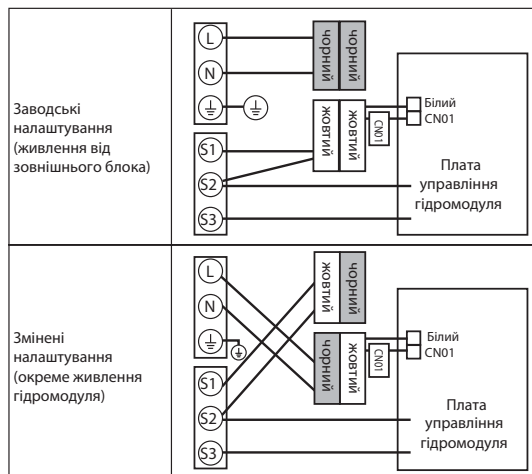 Заводські
налаштування
(живлення від
зовнішнього блока)
L
N
S1
S2
S3
чорний
чорний
жовтий
жовтий
CN01
Білий
CN01
Плата
управління
гідромодуля
Змінені
налаштування
(окреме живлення
гідромодуля)
L
N
S1
S2
S3
жовтий
чорний
чорний
жовтий
CN01
Білий
CN01
Плата
управління
гідромодуля